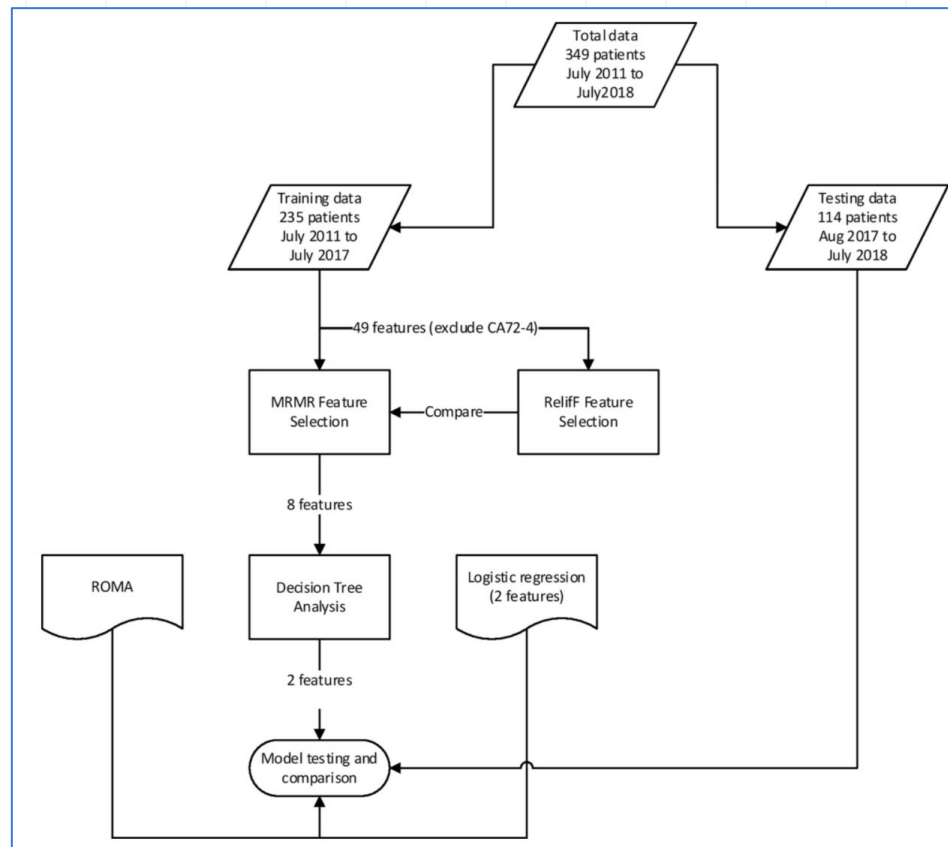 Total data
349 patients
July 2011 to
July2018
Training data
235 patients
July 2011 to
July 2017
Testing data
114 patients
Aug 2017 to
July 2018
49 features (exclude CA72-4)
MRMR Feature
Selection
Compare
RelifF Feature
Selection
8 features
ROMA
Decision Tree
Analysis
Logistic regression
(2 features)
2 features
Model testing and
comparison